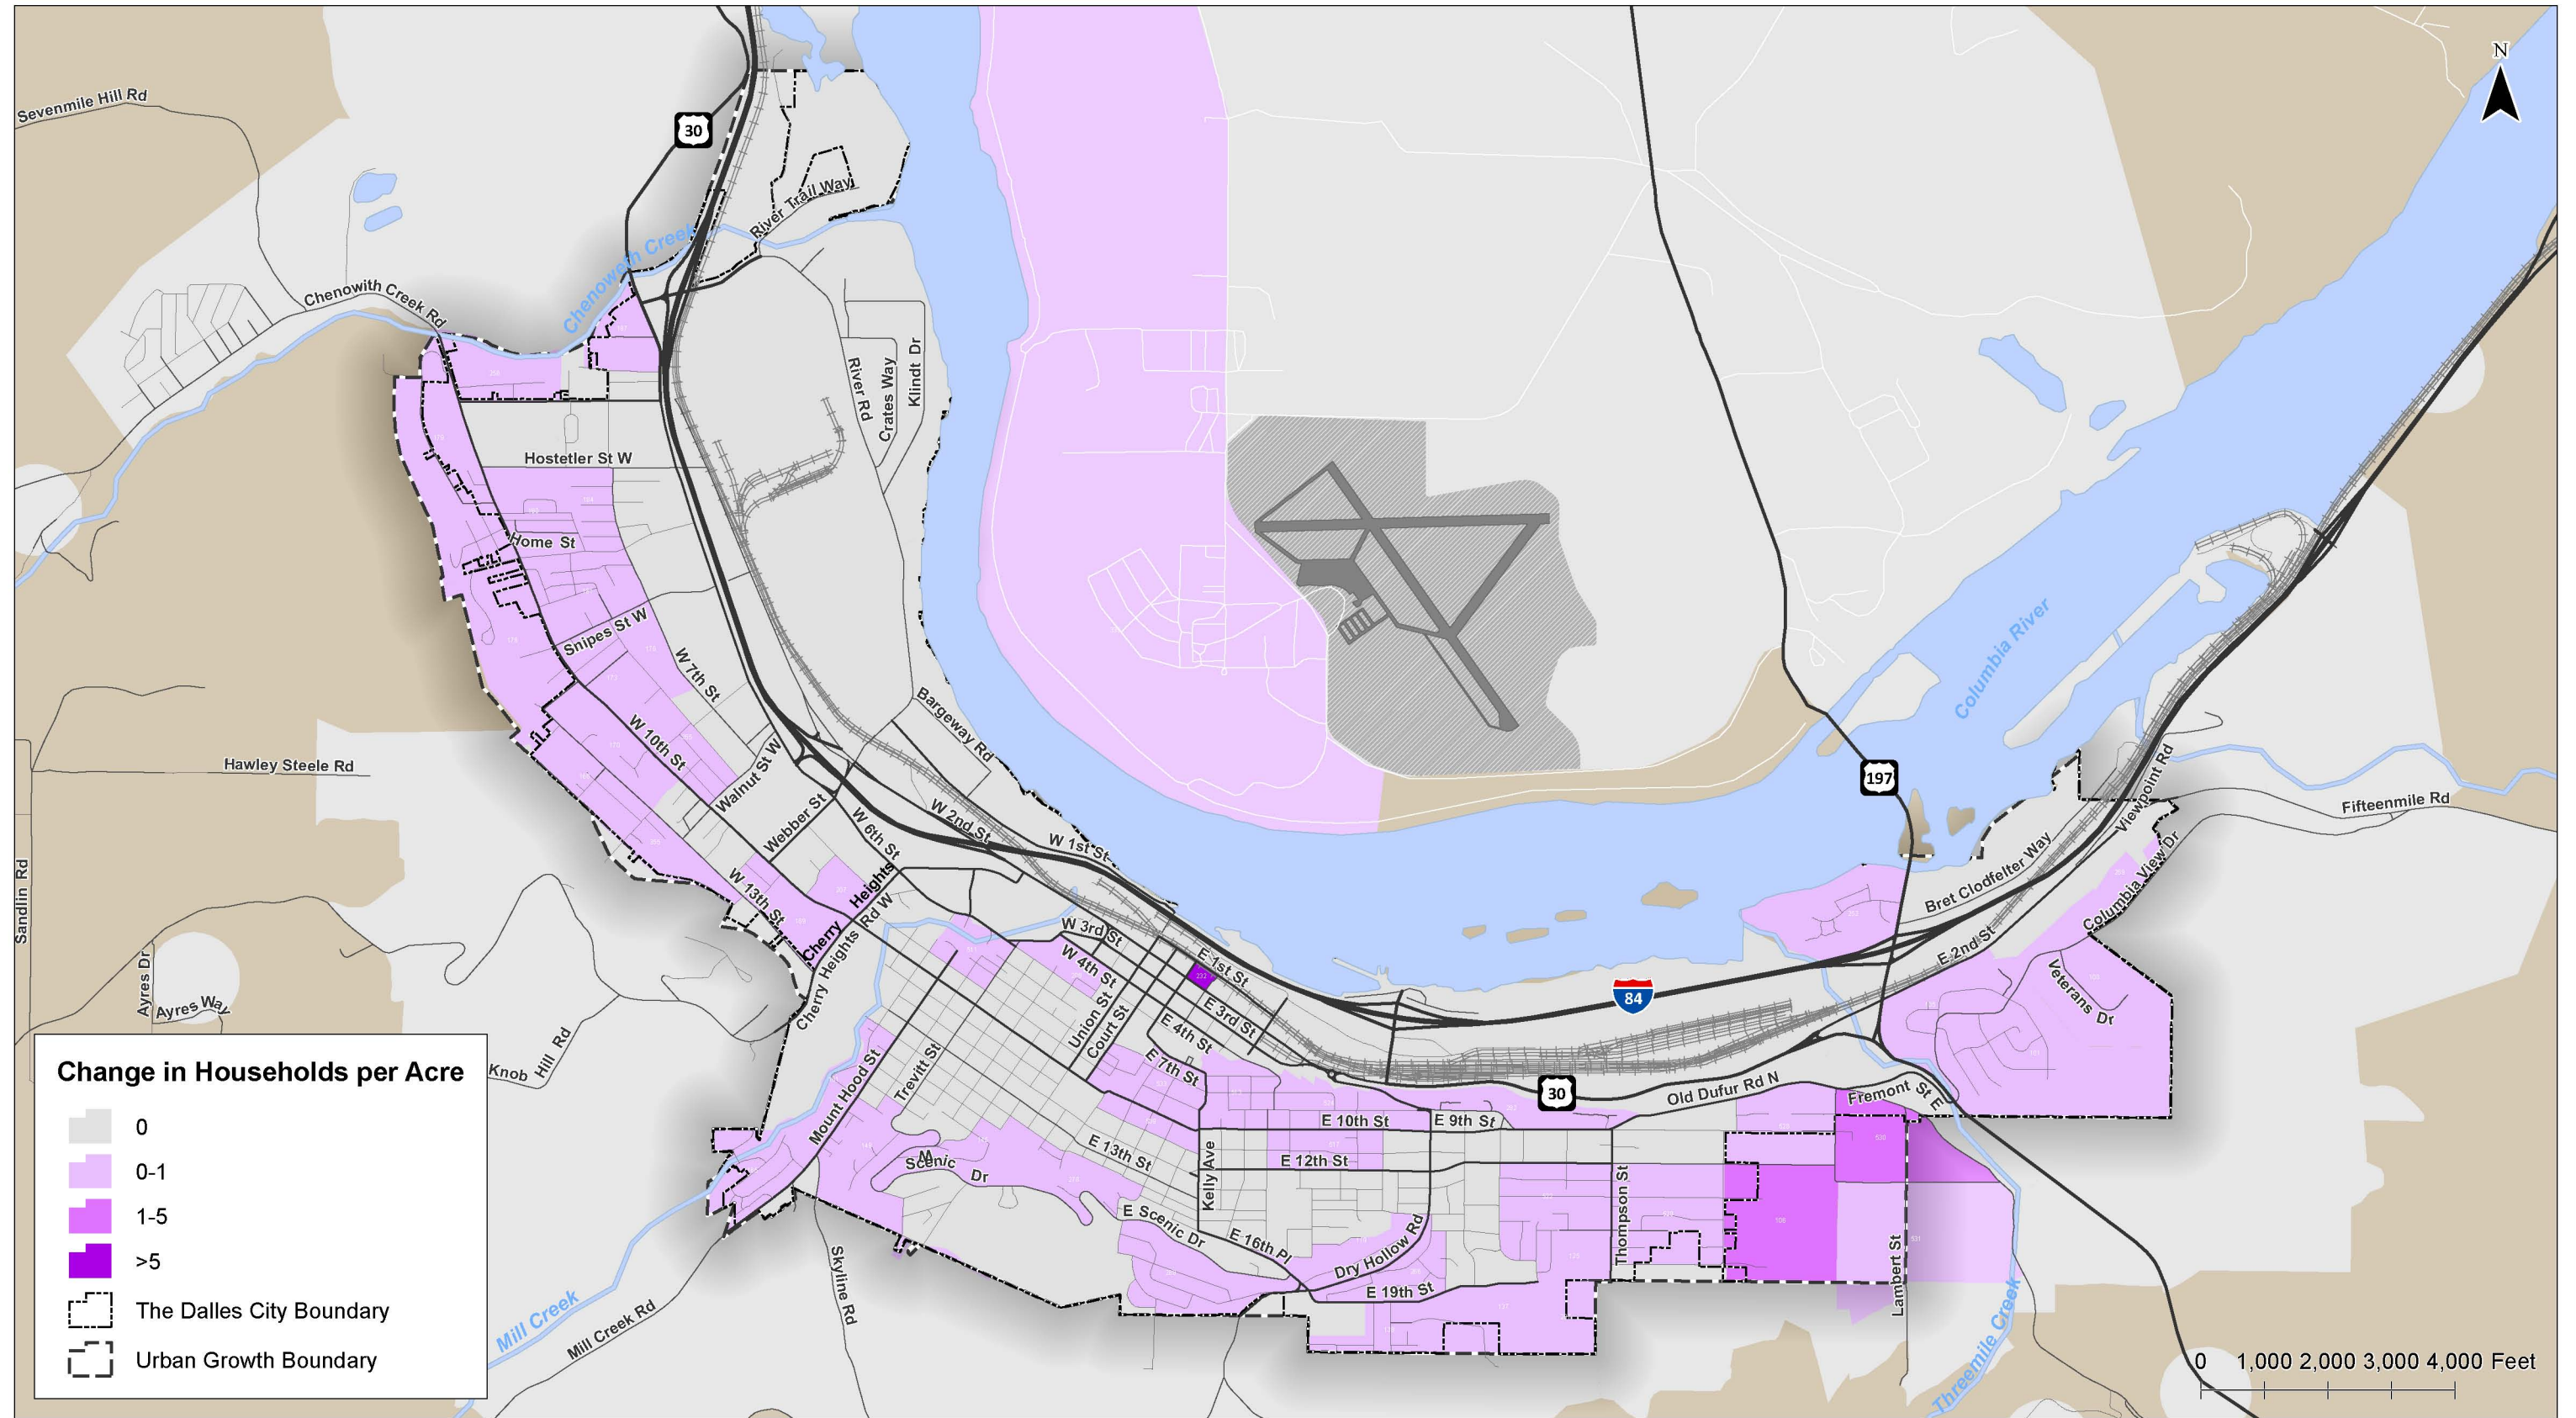 N
Sevenmile Hill Rd
30
River Trail Way
Chenoweth Creek
Chenowith Creek Rd
River Rd
Crates Way
Klindt Dr
Hostetler St W
Home St
Snipes St W
W 7th St
W 10th St
Bargeway Rd
Hawley Steele Rd
Walnut St W
Webber St
W 6th St
W 2nd St
W 1st St
Columbia River
197
Viewpoint Rd
Fifteenmile Rd
Bret Clodfelter Way
Columbia View Dr
Sandlin Rd
W 13th St
Cherry Heights
Cherry Heights Rd W
W 3rd St
W 4th St
E 1st St
E 2nd St
Veterans Dr
Ayres Dr
Ayres Way
84
Union St
Court St
E 3rd St
E 4th St
E 7th St
Knob Hill Rd
Mount Hood St
Trevitt St
30
Old Dufur Rd N
Fremont St E
E 10th St
E 9th St
E 13th St
E 12th St
W Scenic Dr
Kelly Ave
E Scenic Dr
E 16th Pl
Dry Hollow Rd
E 19th St
Thompson St
Lambert St
Skyline Rd
Mill Creek
Mill Creek Rd
Threemile Creek
Change in Households per Acre
0
0-1
1-5
>5
The Dalles City Boundary
Urban Growth Boundary
0 1,000 2,000 3,000 4,000 Feet